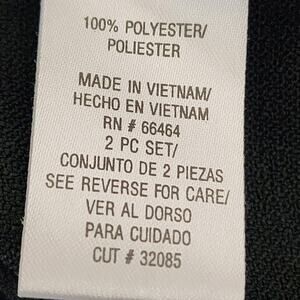 100% POLYESTER/
POLIESTER
MADE IN VIETNAM/
HECHO EN VIETNAM
RN # 66464
2 PC SET/
CONJUNTO DE 2 PIEZAS
SEE REVERSE FOR CARE/
VER AL DORSO
PARA CUIDADO
CUT # 32085